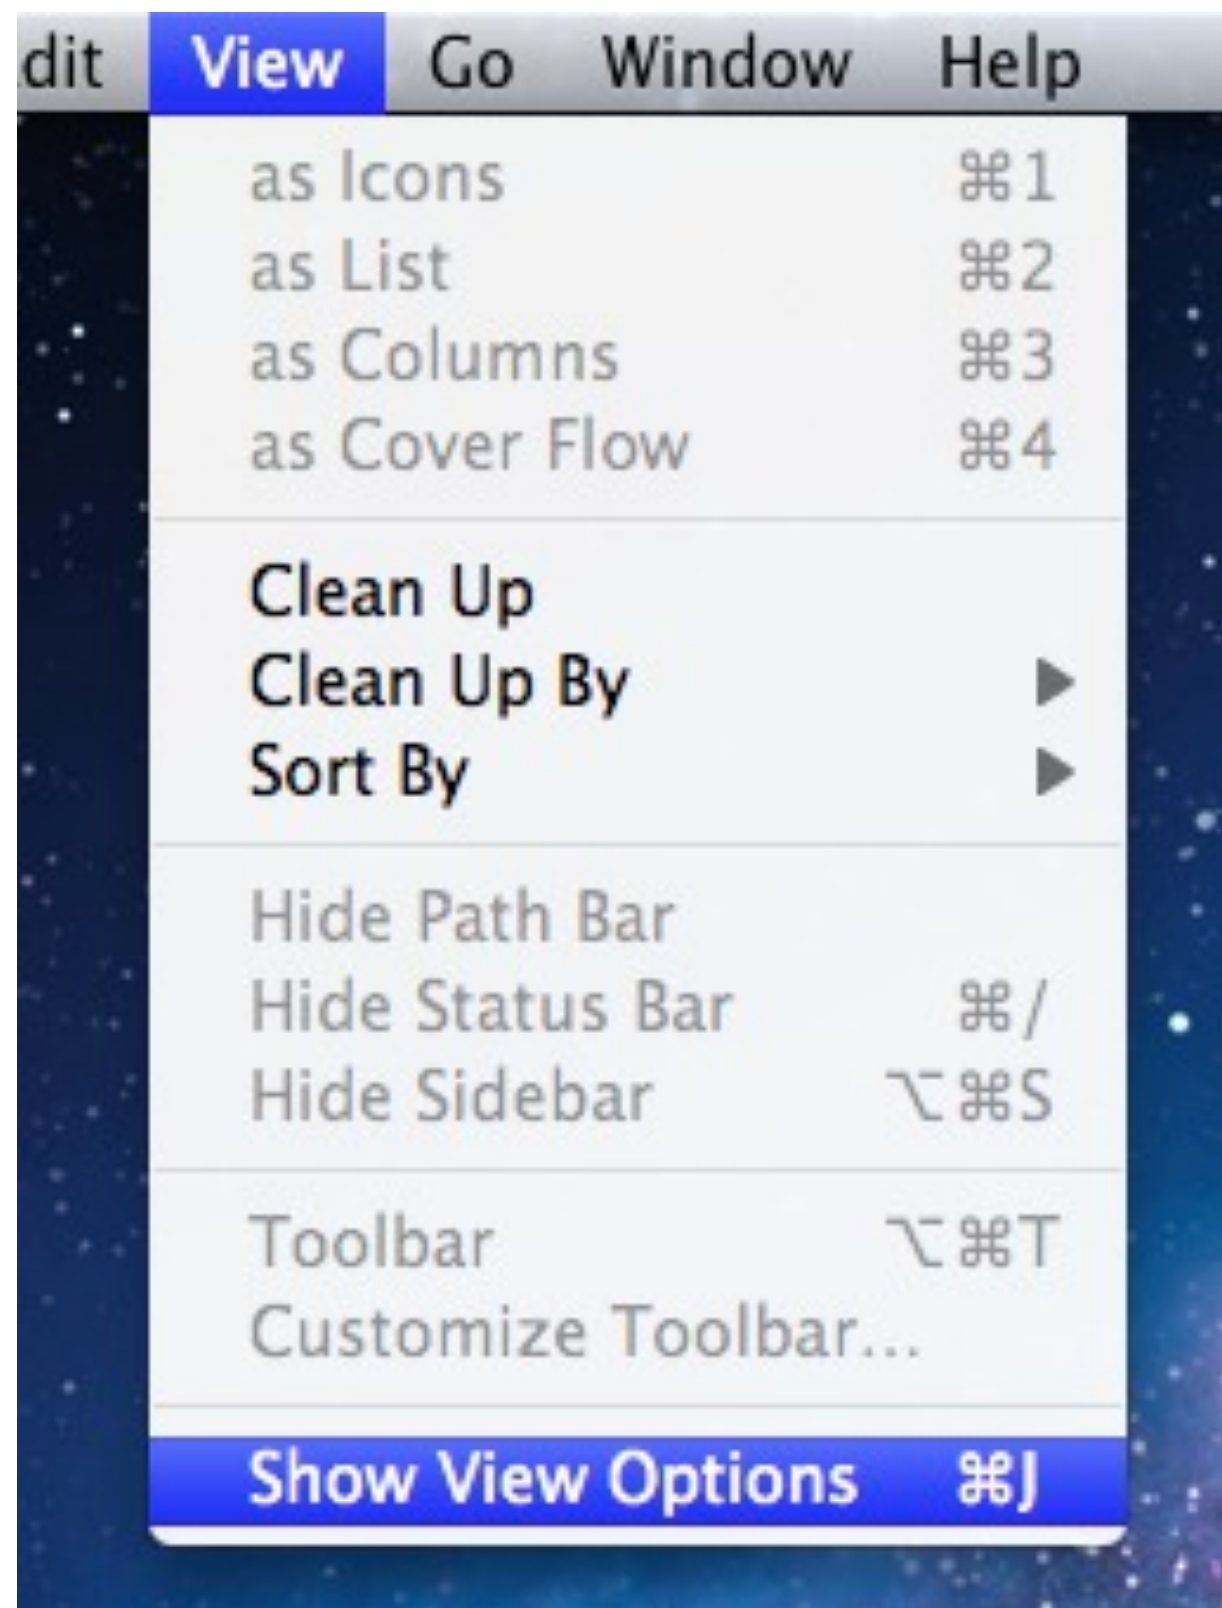 dit View Go Window Help
as Icons ⌘1
as List ⌘2
as Columns ⌘3
as Cover Flow ⌘4
Clean Up
Clean Up By ▶
Sort By ▶
Hide Path Bar
Hide Status Bar ⌘/
Hide Sidebar ⌥⌘S
Toolbar ⌥⌘T
Customize Toolbar...
Show View Options ⌘J